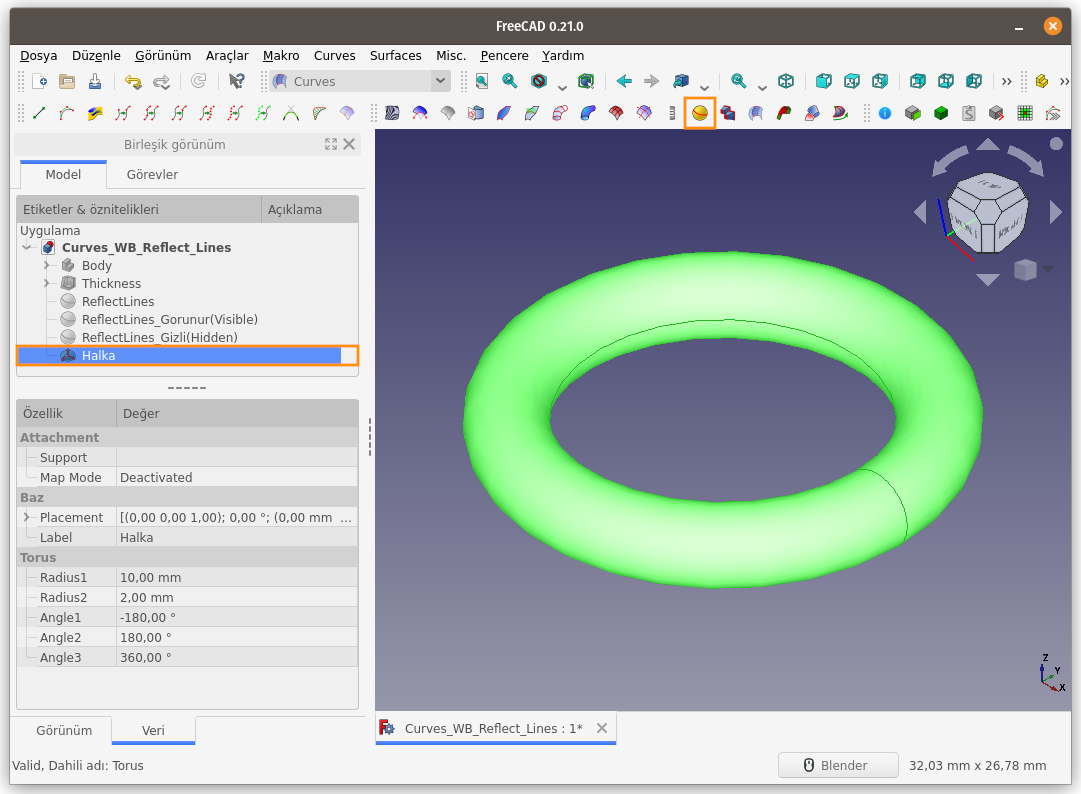 FreeCAD 0.21.0
Dosya Düzenle Görünüm Araçlar Makro Curves Surfaces Misc. Pencere Yardım
Curves
Birleşik görünüm
Model Görevler
Etiketler & öznitelikleri Açıklama
Uygulama
Curves_WB_Reflect_Lines
Body
Thickness
ReflectLines
ReflectLines_Gorunur(Visible)
ReflectLines_Gizli(Hidden)
Halka
Özellik Değer
Attachment
Support
Map Mode Deactivated
Baz
Placement [(0,00 0,00 1,00); 0,00 °; (0,00 mm ...
Label Halka
Torus
Radius1 10,00 mm
Radius2 2,00 mm
Angle1 -180,00 °
Angle2 180,00 °
Angle3 360,00 °
Z
Y
X
Görünüm Veri
Curves_WB_Reflect_Lines : 1*
Valid, Dahili adı: Torus
Blender 32,03 mm x 26,78 mm